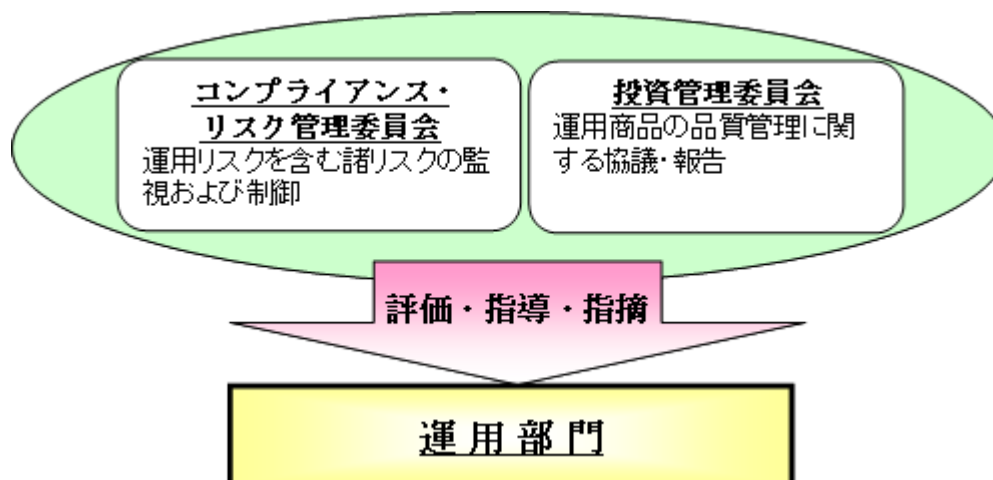 コンプライアンス・
リスク管理委員会
運用リスクを含む諸リスクの監
視および制御
投資管理委員会
運用商品の品質管理に関
する協議・報告
評価・指導・指摘
運用部門